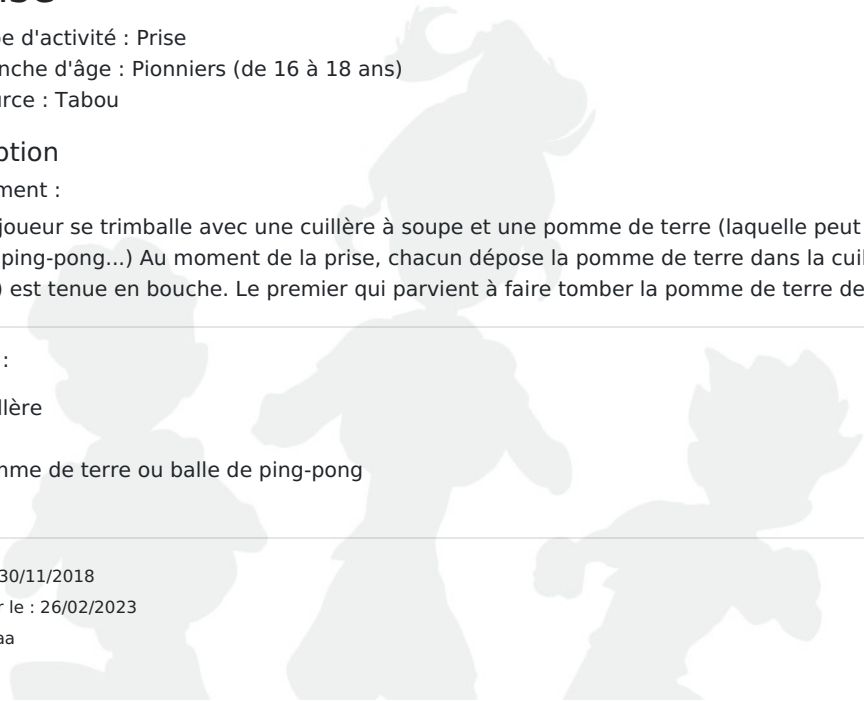 e d'activité : Prise
nche d'âge : Pionniers (de 16 à 18 ans)
rce : Tabou
ption
ment :
joueur se trimballe avec une cuillère à soupe et une pomme de terre (laquelle peut
ping-pong...) Au moment de la prise, chacun dépose la pomme de terre dans la cuil
) est tenue en bouche. Le premier qui parvient à faire tomber la pomme de terre de
:
llère
mme de terre ou balle de ping-pong
30/11/2018
r le : 26/02/2023
aa